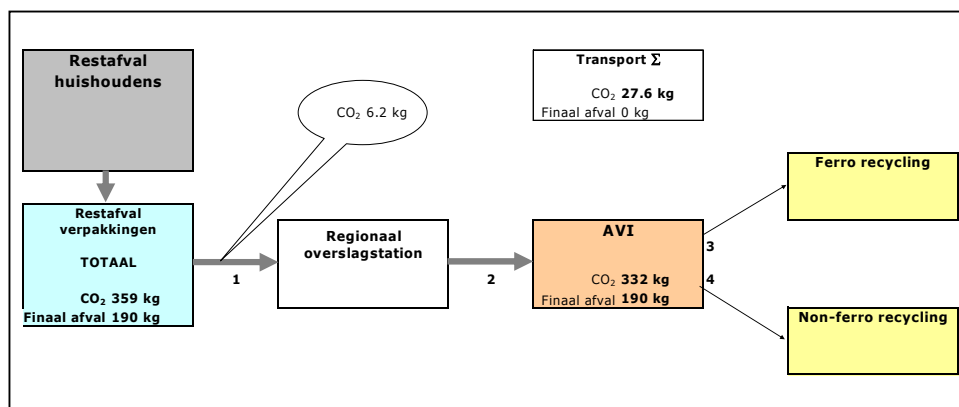 Restafval
huishoudens
Transport Σ
CO₂ 27.6 kg
Finaal afval 0 kg
CO₂ 6.2 kg
Ferro recycling
Restafval
verpakkingen
TOTAAL
CO₂ 359 kg
Finaal afval 190 kg
1
Regionaal
overslagstation
2
AVI
CO₂ 332 kg
Finaal afval 190 kg
3
4
Non-ferro recycling